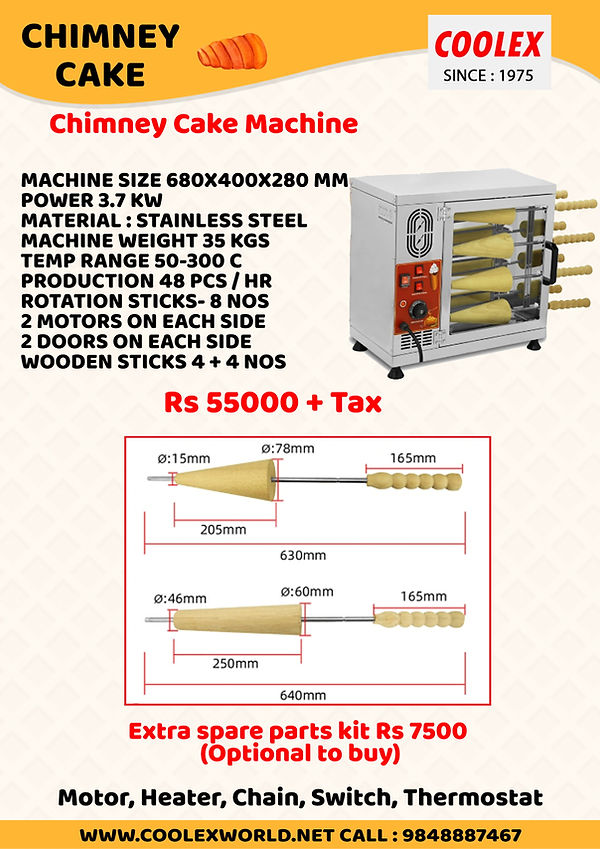 CHIMNEY
CAKE
COOLEX
SINCE : 1975
Chimney Cake Machine
MACHINE SIZE 680X400X280 MM
POWER 3.7 KW
MATERIAL : STAINLESS STEEL
MACHINE WEIGHT 35 KGS
TEMP RANGE 50-300 C
PRODUCTION 48 PCS / HR
ROTATION STICKS- 8 NOS
2 MOTORS ON EACH SIDE
2 DOORS ON EACH SIDE
WOODEN STICKS 4 + 4 NOS
Rs 55000 + Tax
Ø:15mm
Ø:78mm
165mm
205mm
630mm
Ø:46mm
Ø:60mm
165mm
250mm
640mm
Extra spare parts kit Rs 7500
(Optional to buy)
Motor, Heater, Chain, Switch, Thermostat
WWW.COOLEXWORLD.NET CALL : 9848887467